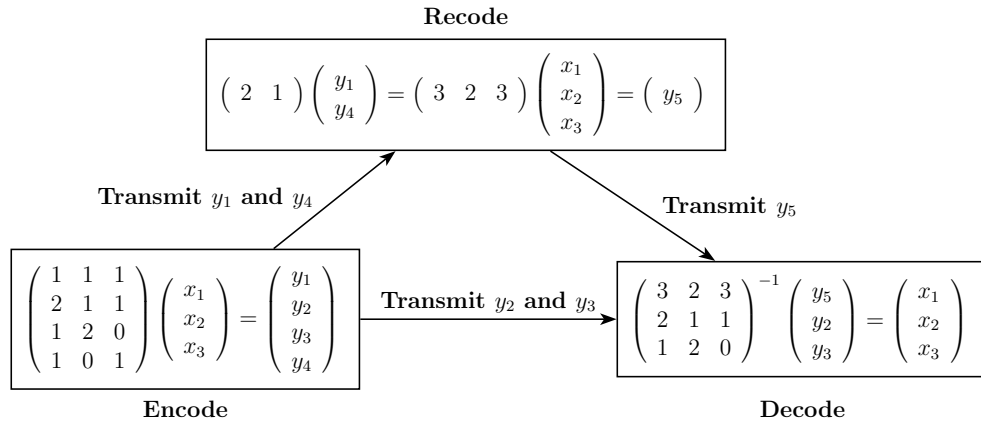 Recode
( 2 1 ) ( y₁ y₄ ) = ( 3 2 3 ) ( x₁ x₂ x₃ ) = ( y₅ )
Transmit y₁ and y₄
Transmit y₅
( 1 1 1
2 1 1
1 2 0
1 0 1 ) ( x₁ x₂ x₃ ) = ( y₁ y₂ y₃ y₄ )
Encode
Transmit y₂ and y₃
( 3 2 3
2 1 1
1 2 0 )⁻¹ ( y₅ y₂ y₃ ) = ( x₁ x₂ x₃ )
Decode